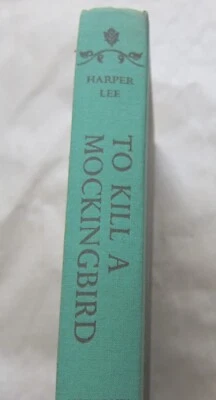 HARPER
LEE
TO KILL A
MOCKINGBIRD